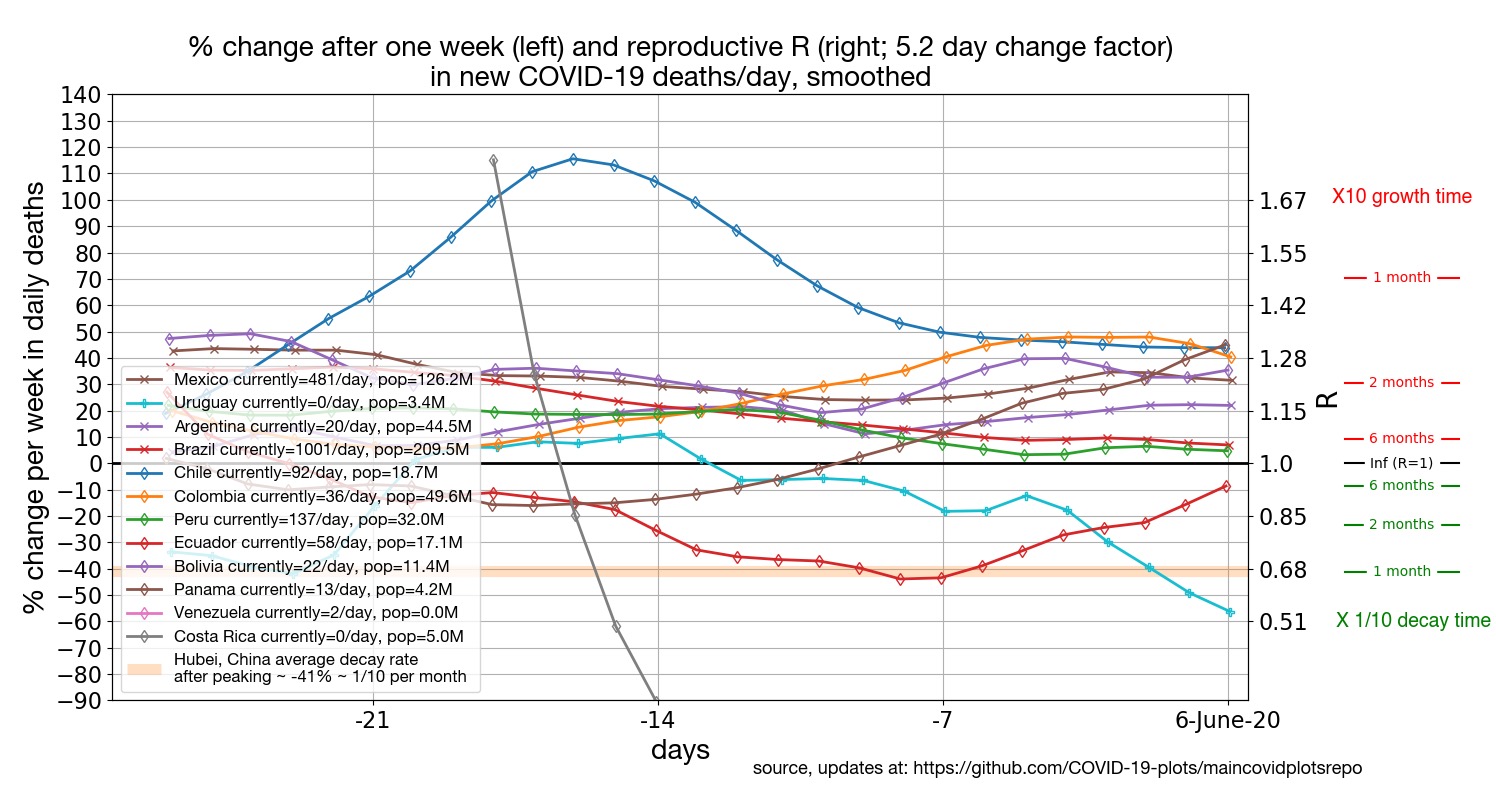 % change after one week (left) and reproductive R (right; 5.2 day change factor)
in new COVID-19 deaths/day, smoothed
% change per week in daily deaths
140
130
120
110
100
90
80
70
60
50
40
30
20
10
0
−10
−20
−30
−40
−50
−60
−70
−80
−90
Mexico currently=481/day, pop=126.2M
Uruguay currently=0/day, pop=3.4M
Argentina currently=20/day, pop=44.5M
Brazil currently=1001/day, pop=209.5M
Chile currently=92/day, pop=18.7M
Colombia currently=36/day, pop=49.6M
Peru currently=137/day, pop=32.0M
Ecuador currently=58/day, pop=17.1M
Bolivia currently=22/day, pop=11.4M
Panama currently=13/day, pop=4.2M
Venezuela currently=2/day, pop=0.0M
Costa Rica currently=0/day, pop=5.0M
Hubei, China average decay rate
after peaking ~ -41% ~ 1/10 per month
-21
-14
-7
6-June-20
days
1.67
1.55
1.42
1.28
1.15
1.0
0.85
0.68
0.51
R
X10 growth time
1 month
2 months
6 months
Inf (R=1)
6 months
2 months
1 month
X 1/10 decay time
source, updates at: https://github.com/COVID-19-plots/maincovidplotsrepo